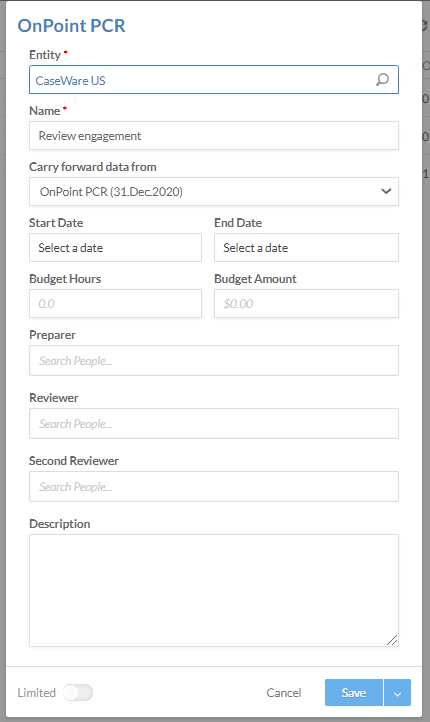 OnPoint PCR
Entity *
CaseWare US
Name *
Review engagement
Carry forward data from
OnPoint PCR (31.Dec.2020)
Start Date End Date
Select a date Select a date
Budget Hours Budget Amount
0.0 $0.00
Preparer
Search People...
Reviewer
Search People...
Second Reviewer
Search People...
Description
Limited Cancel Save